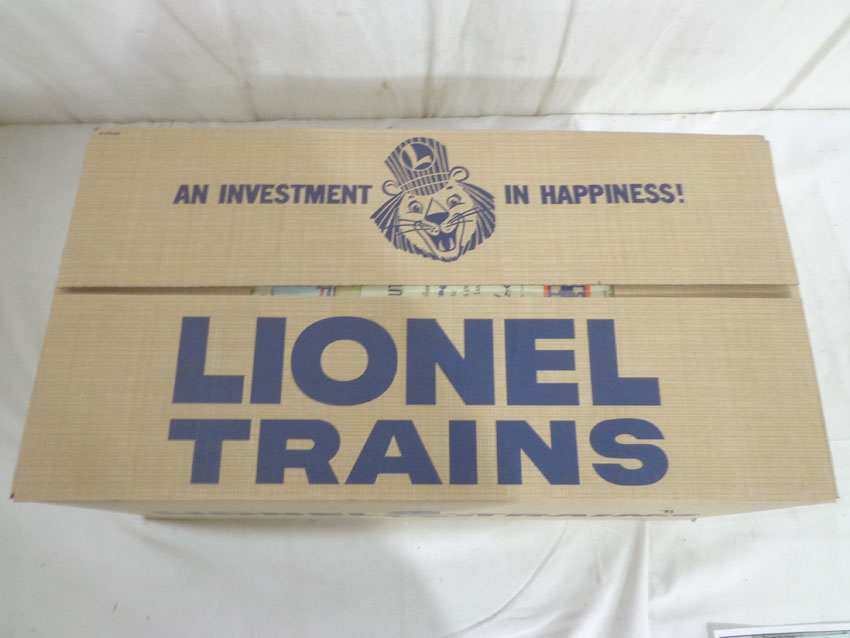 AN INVESTMENT IN HAPPINESS!
LIONEL
TRAINS